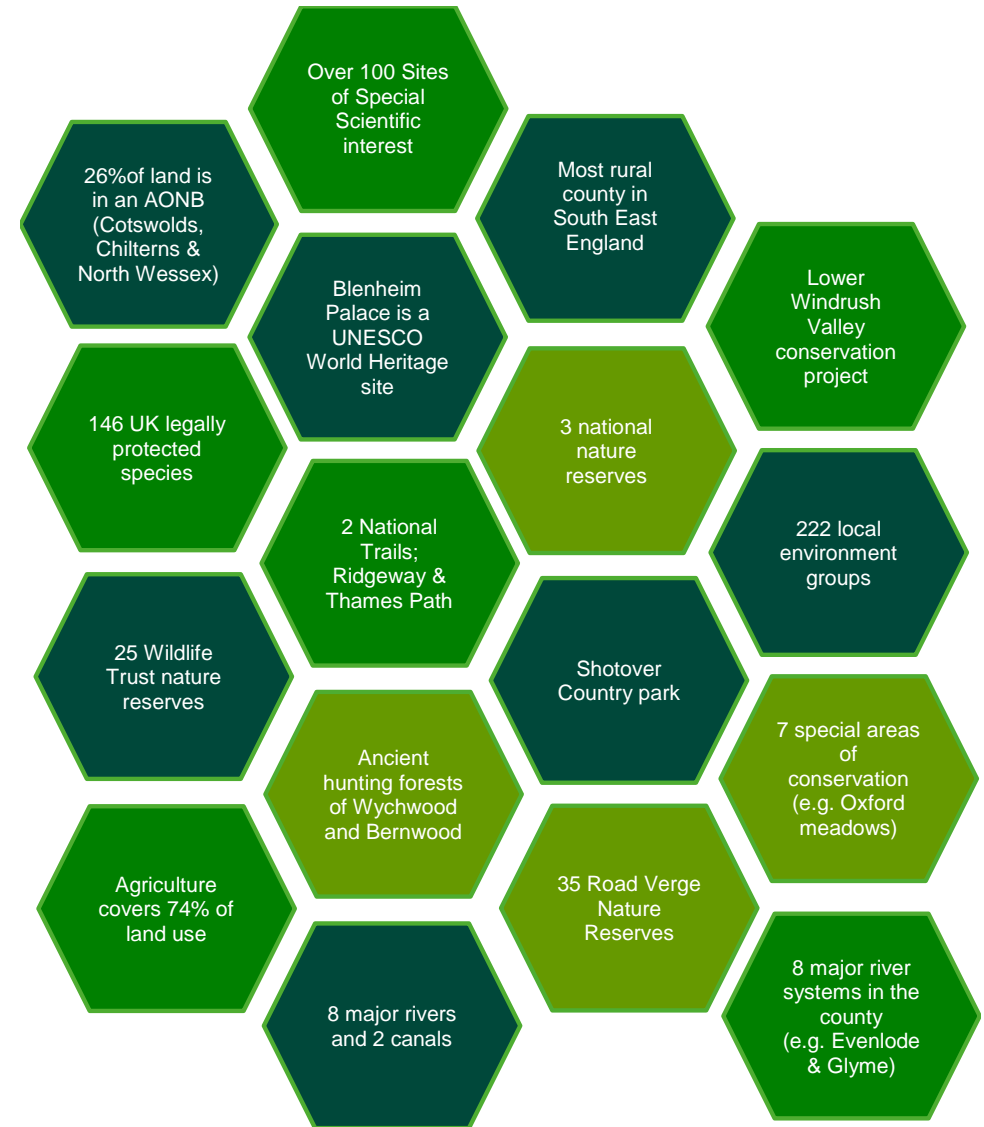 Over 100 Sites
of Special
Scientific
interest
26%of land is
in an AONB
(Cotswolds,
Chilterns &
North Wessex)
Most rural
county in
South East
England
Blenheim
Palace is a
UNESCO
World Heritage
site
Lower
Windrush
Valley
conservation
project
146 UK legally
protected
species
3 national
nature
reserves
2 National
Trails;
Ridgeway &
Thames Path
222 local
environment
groups
25 Wildlife
Trust nature
reserves
Shotover
Country park
Ancient
hunting forests
of Wychwood
and Bernwood
7 special areas
of
conservation
(e.g. Oxford
meadows)
Agriculture
covers 74% of
land use
35 Road Verge
Nature
Reserves
8 major rivers
and 2 canals
8 major river
systems in the
county
(e.g. Evenlode
& Glyme)